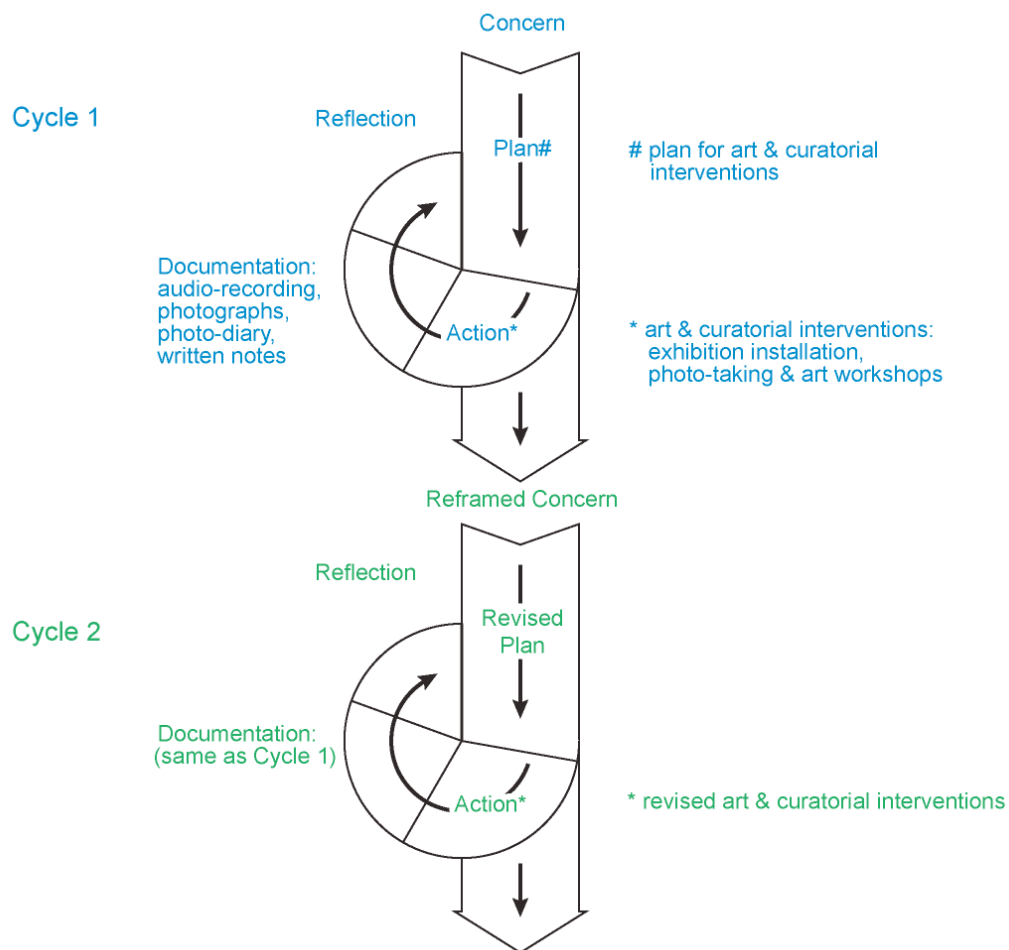 Concern
Cycle 1
Reflection
Plan#
# plan for art & curatorial
interventions
Documentation:
audio-recording,
photographs,
photo-diary,
written notes
Action*
* art & curatorial interventions:
exhibition installation,
photo-taking & art workshops
Reframed Concern
Reflection
Cycle 2
Revised
Plan
Documentation:
(same as Cycle 1)
Action*
* revised art & curatorial interventions